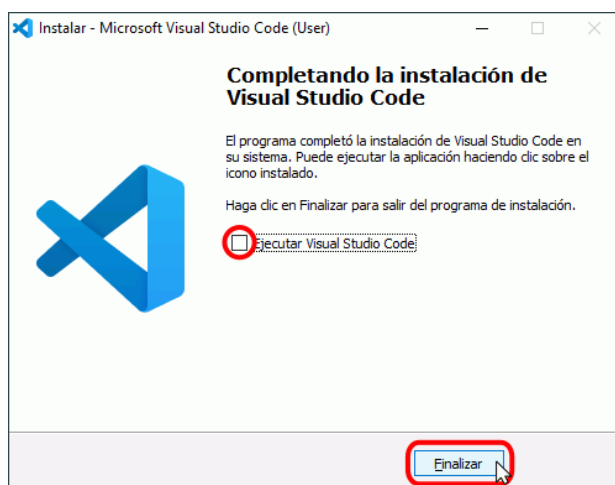 Instalar - Microsoft Visual Studio Code (User)
Completando la instalación de
Visual Studio Code
El programa completó la instalación de Visual Studio Code en
su sistema. Puede ejecutar la aplicación haciendo clic sobre el
icono instalado.
Haga clic en Finalizar para salir del programa de instalación.
Ejecutar Visual Studio Code
Finalizar